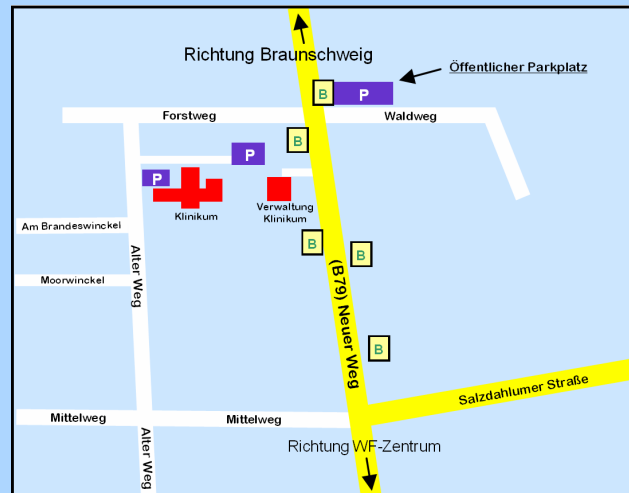 Richtung Braunschweig
Öffentlicher Parkplatz
B
P
Forstweg
Waldweg
B
P
P
Klinikum
Verwaltung
Klinikum
Am Brandeswinckel
B
B
Alter Weg
(B79) Neuer Weg
Moorwinckel
B
Salzdahlumer Straße
Mittelweg
Mittelweg
Alter Weg
Richtung WF-Zentrum